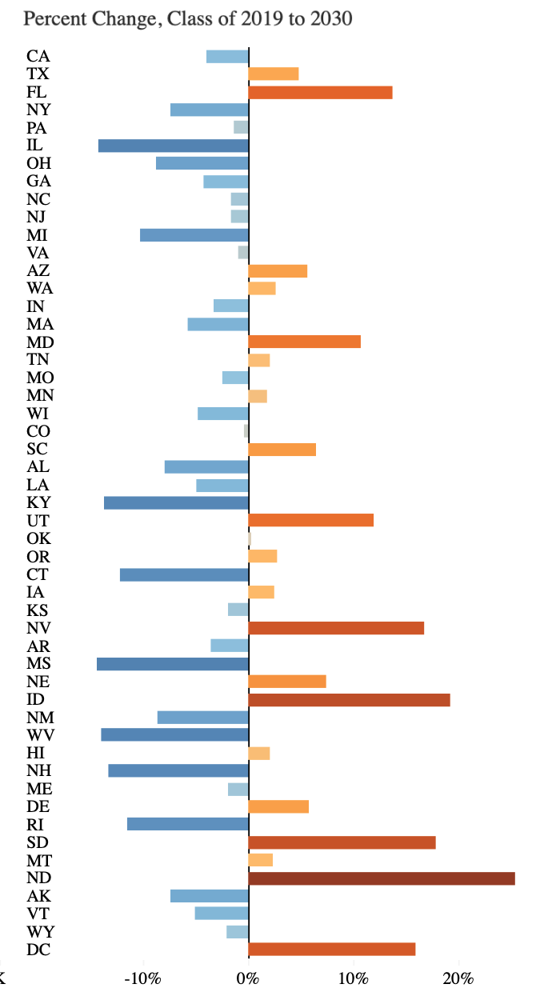 Percent Change, Class of 2019 to 2030
CA
TX
FL
NY
PA
IL
OH
GA
NC
NJ
MI
VA
AZ
WA
IN
MA
MD
TN
MO
MN
WI
CO
SC
AL
LA
KY
UT
OK
OR
CT
IA
KS
NV
AR
MS
NE
ID
NM
WV
HI
NH
ME
DE
RI
SD
MT
ND
AK
VT
WY
DC
K -10% 0% 10% 20%